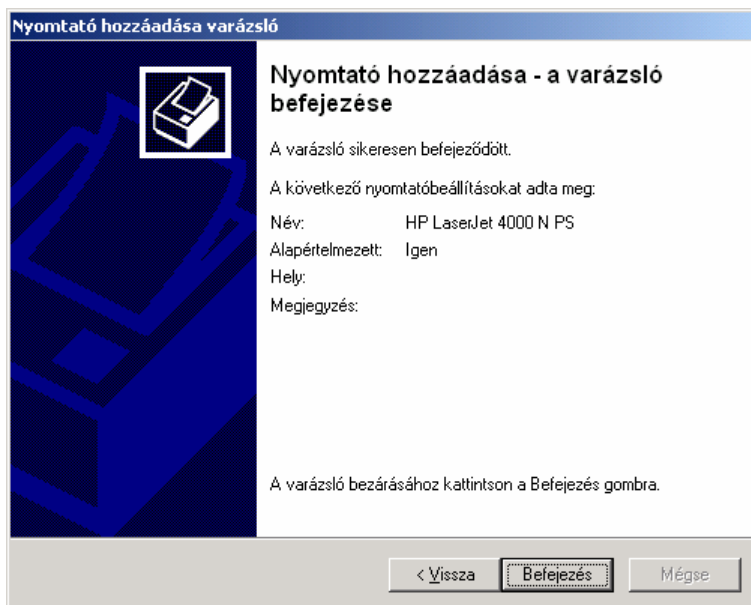 Nyomtató hozzáadása varázsló
Nyomtató hozzáadása - a varázsló
befejezése
A varázsló sikeresen befejeződött.
A következő nyomtatóbeállításokat adta meg:
Név: HP LaserJet 4000 N PS
Alapértelmezett: Igen
Hely:
Megjegyzés:
A varázsló bezárásához kattintson a Befejezés gombra.
< Vissza Befejezés Mégse